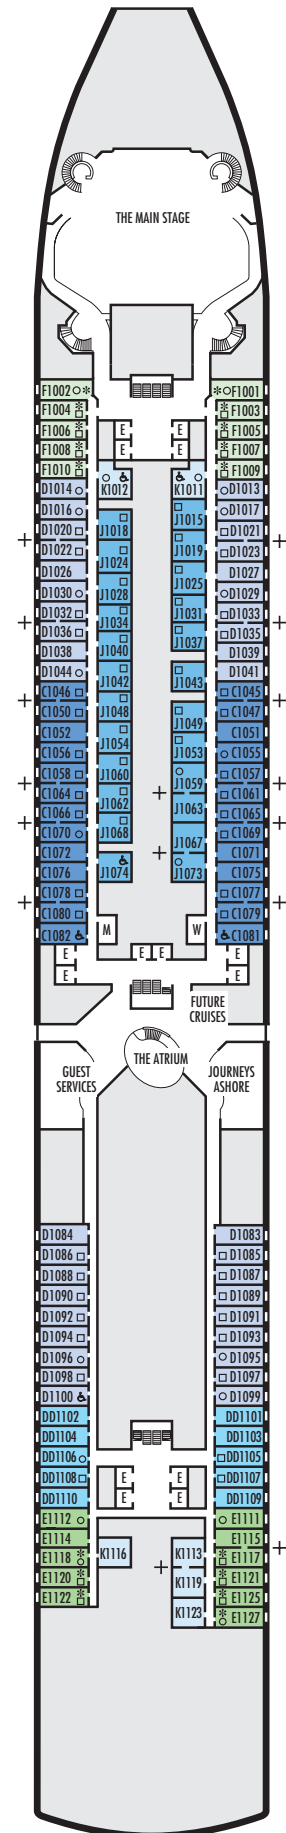 THE MAIN STAGE
F1002 F1001
F1004 E E F1003
F1006 F1005
F1008 E E F1007
F1010 F1009
D1014 K1012 K1011 D1013
D1016 J1015 D1017
D1020 J1018 D1021
D1022 J1019 D1023
D1026 J1024 J1025 D1027
D1030 J1028 D1029
D1032 J1034 J1031 D1033
D1036 J1037 D1035
D1038 J1040 D1039
D1044 J1042 J1043 D1041
C1046 C1045
C1050 J1048 C1047
C1052 J1049 C1051
C1056 J1054 J1053 C1055
C1058 J1060 J1059 C1057
C1064 J1062 J1063 C1061
C1066 C1065
C1070 J1068 C1069
C1072 J1067 C1071
C1076 J1074 J1073 C1075
C1078 C1077
C1080 C1079
C1082 M W C1081
E E E E
E E
FUTURE
CRUISES
THE ATRIUM
GUEST
SERVICES
JOURNEYS
ASHORE
D1084 D1083
D1086 D1085
D1088 D1087
D1090 D1089
D1092 D1091
D1094 D1093
D1096 D1095
D1098 D1097
D1100 D1099
DD1102 DD1101
DD1104 DD1103
DD1106 DD1105
DD1108 E E DD1107
DD1110 E E DD1109
E1112 E1111
E1114 E1115
E1118 K1116 K1113 E1117
E1120 K1119 E1121
E1122 E1125
K1123 E1127